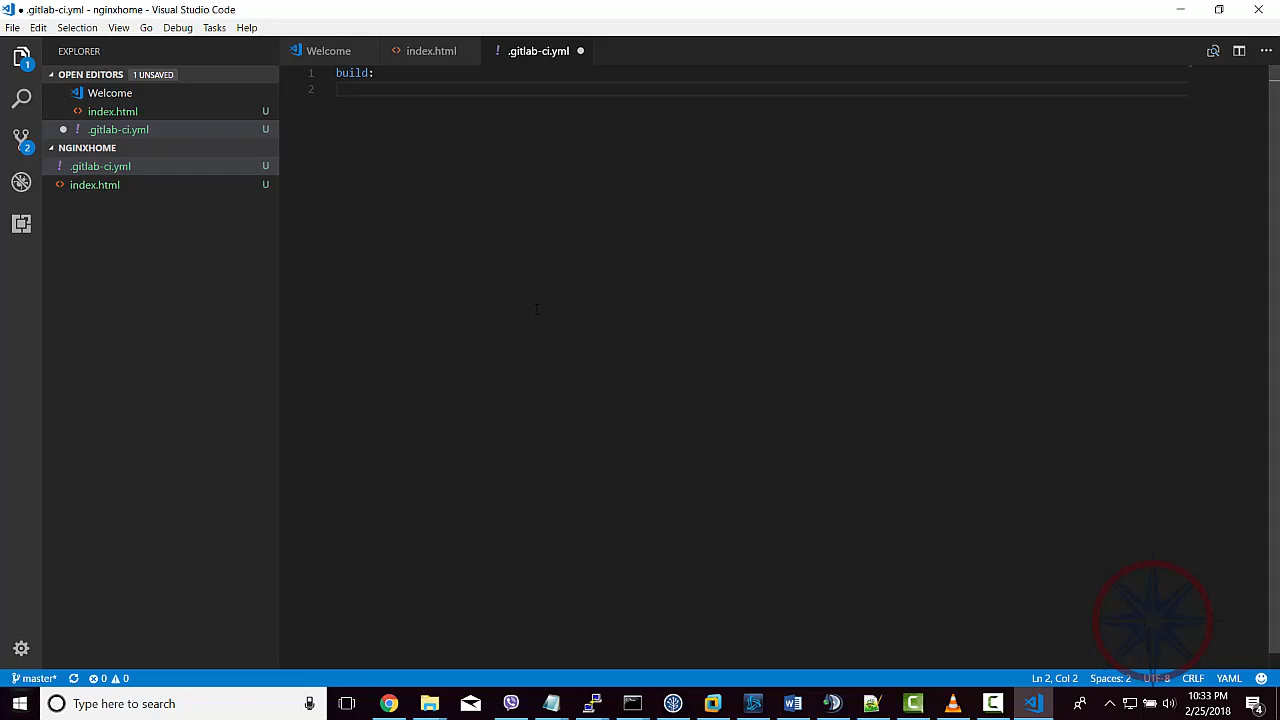 ● .gitlab-ci.yml - nginxhome - Visual Studio Code
File Edit Selection View Go Debug Tasks Help
1
EXPLORER
Welcome
<> index.html
! .gitlab-ci.yml ●
OPEN EDITORS 1 UNSAVED
Welcome
<> index.html U
● ! .gitlab-ci.yml U
2
NGINXHOME
! .gitlab-ci.yml U
<> index.html U
1 build:
2
master* 0 0
Ln 2, Col 2 Spaces: 2 UTF-8 CRLF YAML
Type here to search
10:33 PM
2/25/2018
4